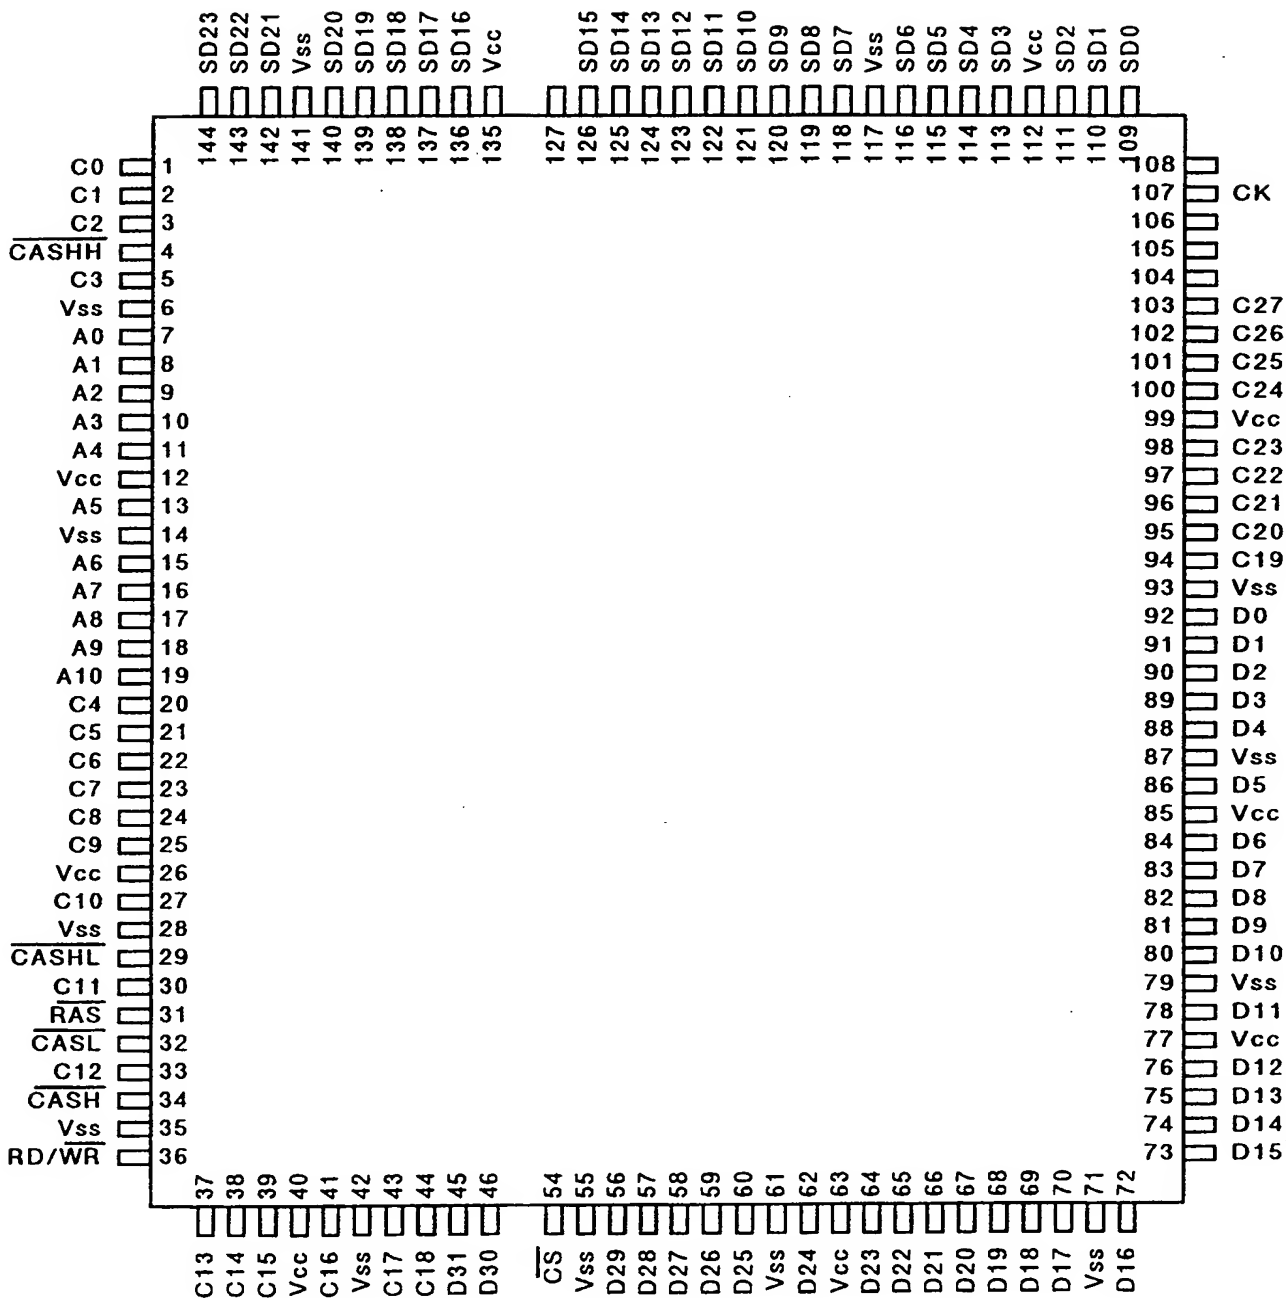 SD23 SD22 SD21 Vss SD20 SD19 SD18 SD17 SD16 Vcc SD15 SD14 SD13 SD12 SD11 SD10 SD9 SD8 SD7 Vss SD6 SD5 SD4 SD3 Vcc SD2 SD1 SD0
144 143 142 141 140 139 138 137 136 135 127 126 125 124 123 122 121 120 119 118 117 116 115 114 113 112 111 110 109
C0 1 108
C1 2 107 CK
C2 3 106
CASHH 4 105
C3 5 104
Vss 6 103 C27
A0 7 102 C26
A1 8 101 C25
A2 9 100 C24
A3 10 99 Vcc
A4 11 98 C23
Vcc 12 97 C22
A5 13 96 C21
Vss 14 95 C20
A6 15 94 C19
A7 16 93 Vss
A8 17 92 D0
A9 18 91 D1
A10 19 90 D2
C4 20 89 D3
C5 21 88 D4
C6 22 87 Vss
C7 23 86 D5
C8 24 85 Vcc
C9 25 84 D6
Vcc 26 83 D7
C10 27 82 D8
Vss 28 81 D9
CASHL 29 80 D10
C11 30 79 Vss
RAS 31 78 D11
CASL 32 77 Vcc
C12 33 76 D12
CASH 34 75 D13
Vss 35 74 D14
RD/WR 36 73 D15
37 38 39 40 41 42 43 44 45 46 54 55 56 57 58 59 60 61 62 63 64 65 66 67 68 69 70 71 72
C13 C14 C15 Vcc C16 Vss C17 C18 D31 D30 CS Vss D29 D28 D27 D26 D25 Vss D24 Vcc D23 D22 D21 D20 D19 D18 D17 Vss D16